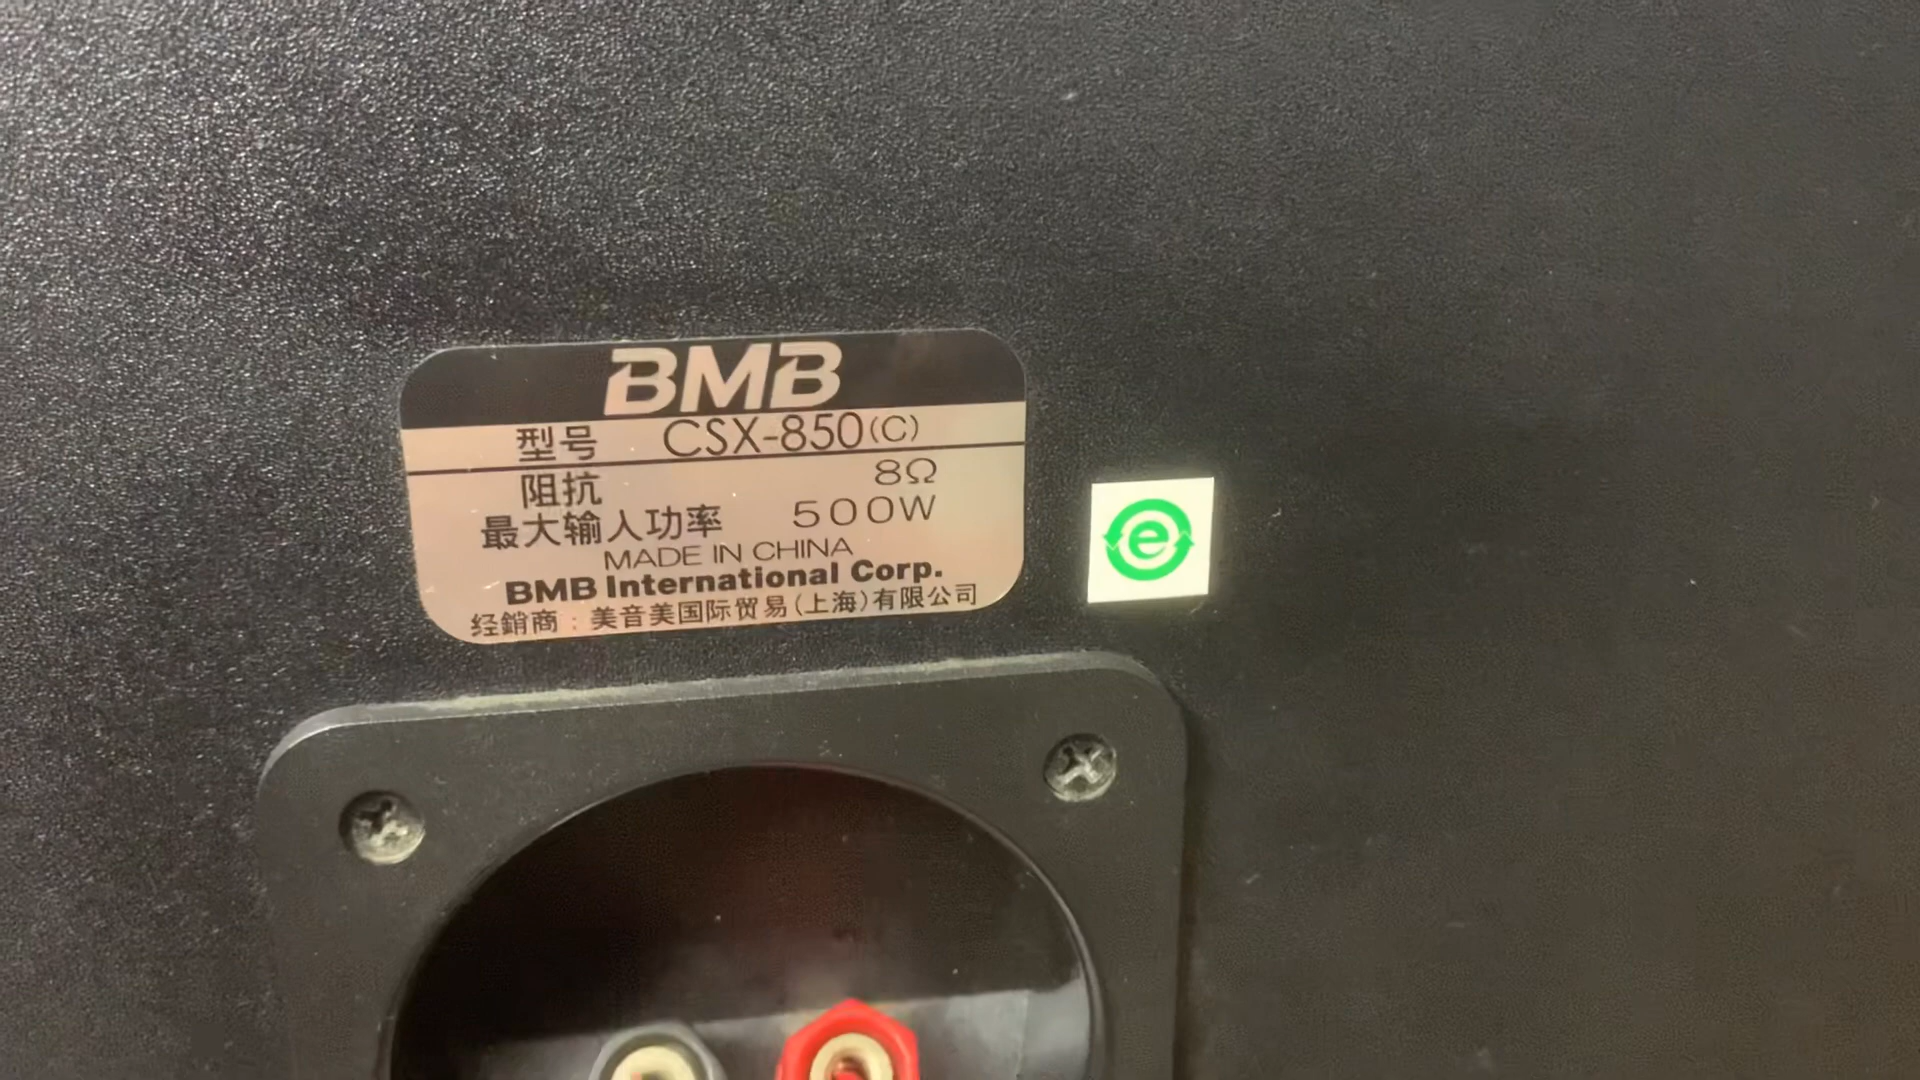 BMB
型号 CSX-850(C)
阻抗 8Ω
最大输入功率 500W
MADE IN CHINA
BMB International Corp.
经銷商：美音美国际贸易(上海)有限公司
e